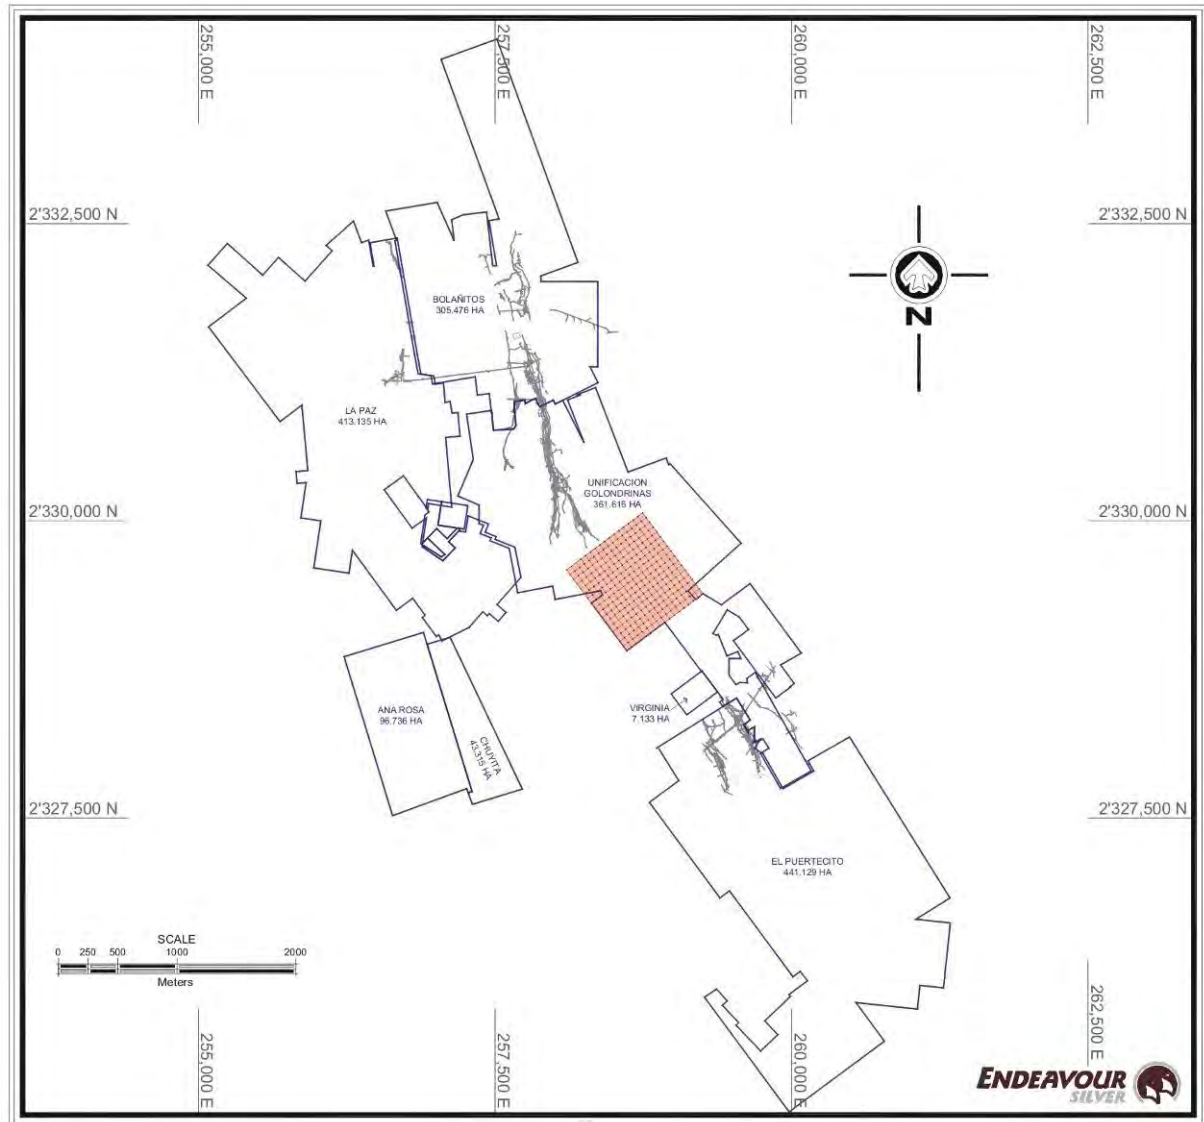 255,000 E
257,500 E
260,000 E
262,500 E
2'332,500 N
2'332,500 N
BOLAÑITOS
305.476 HA
N
LA PAZ
413.135 HA
UNIFICACION
GOLONDRINAS
361.616 HA
2'330,000 N
2'330,000 N
ANA ROSA
96.736 HA
CHUYITA
43.315 HA
VIRGINIA
7.133 HA
2'327,500 N
2'327,500 N
EL PUERTECITO
441.129 HA
SCALE
0 250 500 1000 2000
Meters
255,000 E
257,500 E
260,000 E
262,500 E
ENDEAVOUR
SILVER